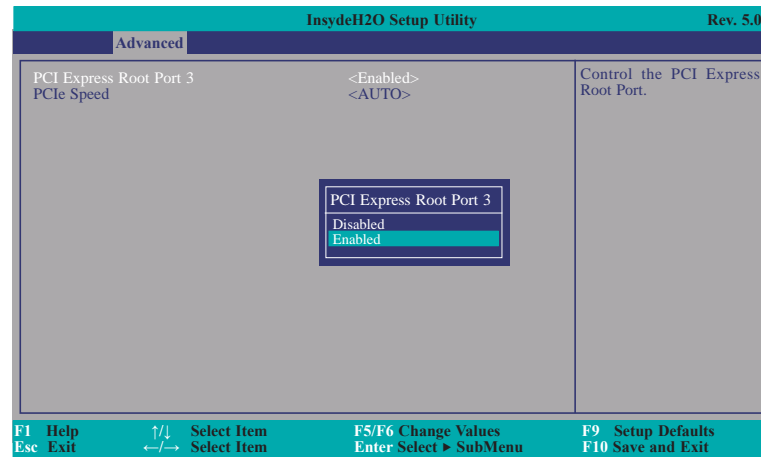 InsydeH2O Setup Utility Rev. 5.0
Advanced
PCI Express Root Port 3 <Enabled>
PCIe Speed <AUTO>
Control the PCI Express
Root Port.
PCI Express Root Port 3
Disabled
Enabled
F1 Help ↑/↓ Select Item F5/F6 Change Values F9 Setup Defaults
Esc Exit ←/→ Select Item Enter Select ▶ SubMenu F10 Save and Exit